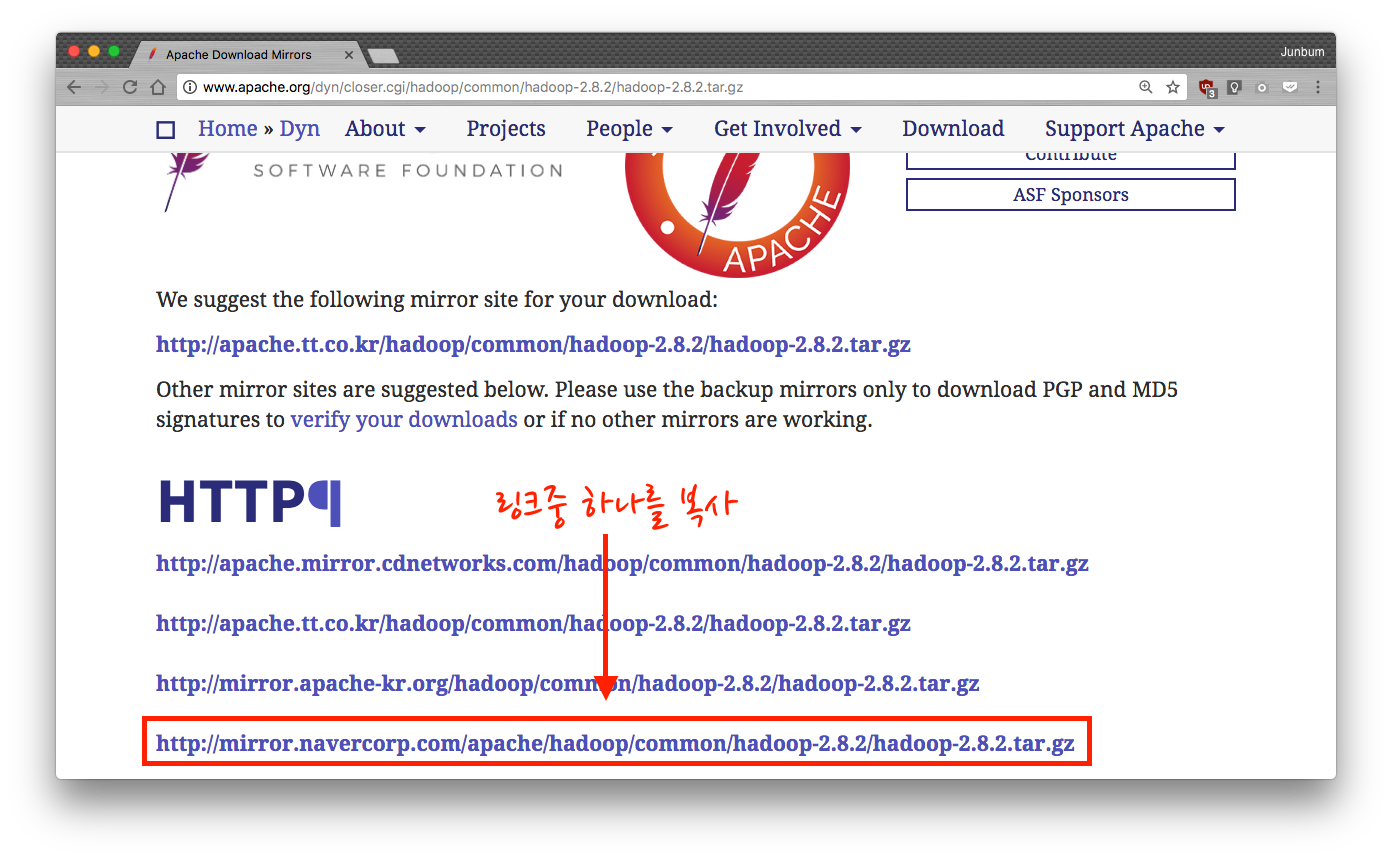 Apache Download Mirrors
Junbum
www.apache.org/dyn/closer.cgi/hadoop/common/hadoop-2.8.2/hadoop-2.8.2.tar.gz
3
Home » Dyn About Projects People Get Involved Download Support Apache
Contribute
SOFTWARE FOUNDATION
ASF Sponsors
APACHE
We suggest the following mirror site for your download:
http://apache.tt.co.kr/hadoop/common/hadoop-2.8.2/hadoop-2.8.2.tar.gz
Other mirror sites are suggested below. Please use the backup mirrors only to download PGP and MD5
signatures to verify your downloads or if no other mirrors are working.
HTTP¶
링크중 하나를 복사
http://apache.mirror.cdnetworks.com/hadoop/common/hadoop-2.8.2/hadoop-2.8.2.tar.gz
http://apache.tt.co.kr/hadoop/common/hadoop-2.8.2/hadoop-2.8.2.tar.gz
http://mirror.apache-kr.org/hadoop/common/hadoop-2.8.2/hadoop-2.8.2.tar.gz
http://mirror.navercorp.com/apache/hadoop/common/hadoop-2.8.2/hadoop-2.8.2.tar.gz